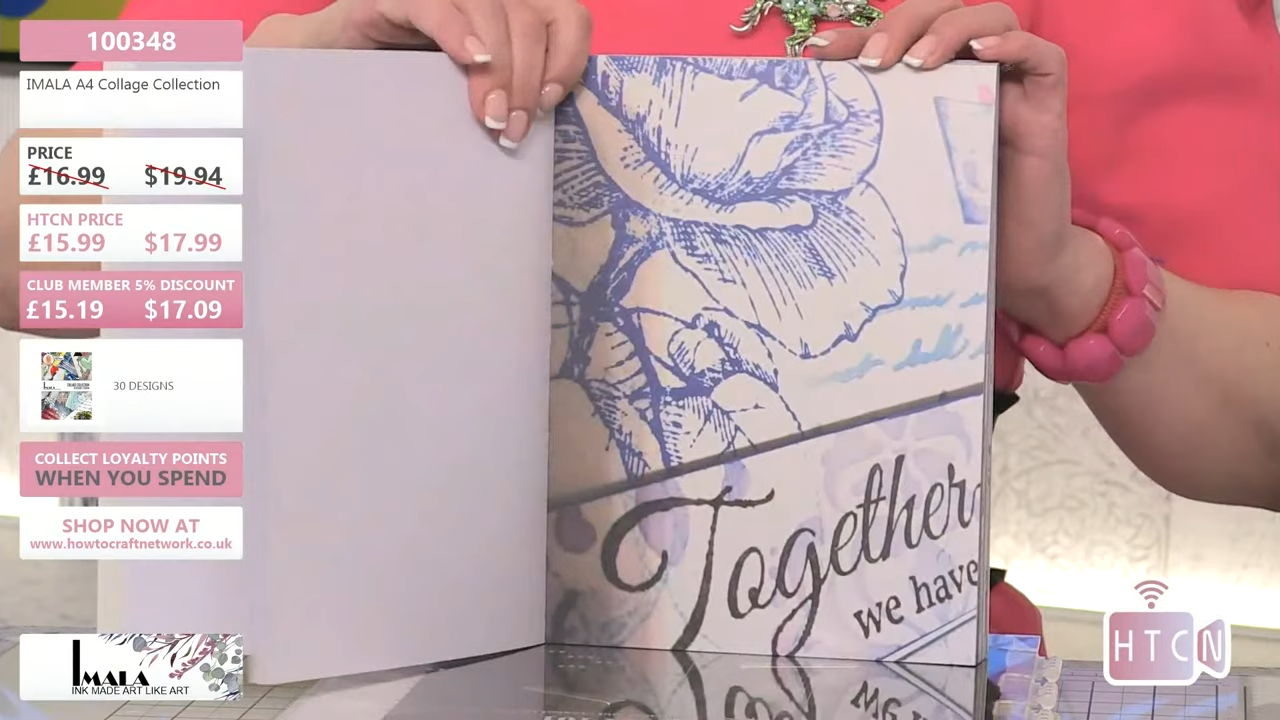 100348
IMALA A4 Collage Collection
PRICE
£16.99 $19.94
HTCN PRICE
£15.99 $17.99
CLUB MEMBER 5% DISCOUNT
£15.19 $17.09
30 DESIGNS
COLLECT LOYALTY POINTS
WHEN YOU SPEND
SHOP NOW AT
www.howtocraftnetwork.co.uk
IMALA
INK MADE ART LIKE ART
Together
we have
HTCN